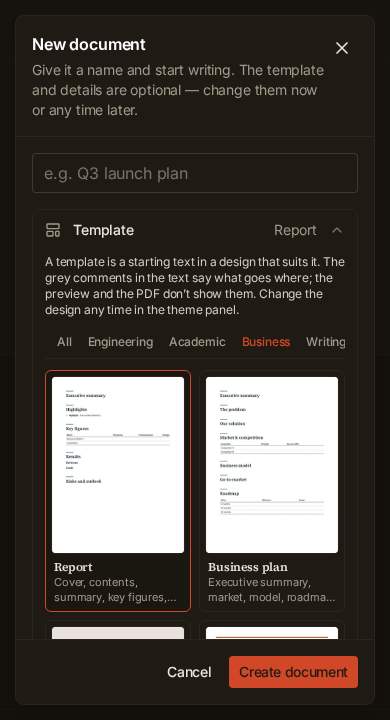 New document
Give it a name and start writing. The template
and details are optional — change them now
or any time later.
e.g. Q3 launch plan
Template
Report
A template is a starting text in a design that suits it. The
grey comments in the text say what goes where; the
preview and the PDF don't show them. Change the
design any time in the theme panel.
All Engineering Academic Business Writing
Executive summary
Highlights
Key figures
Results
Risks and outlook
Executive summary
The problem
Our solution
Market & competition
Business model
Go-to-market
Roadmap
Report
Cover, contents,
summary, key figures,...
Business plan
Executive summary,
market, model, roadma...
Cancel
Create document